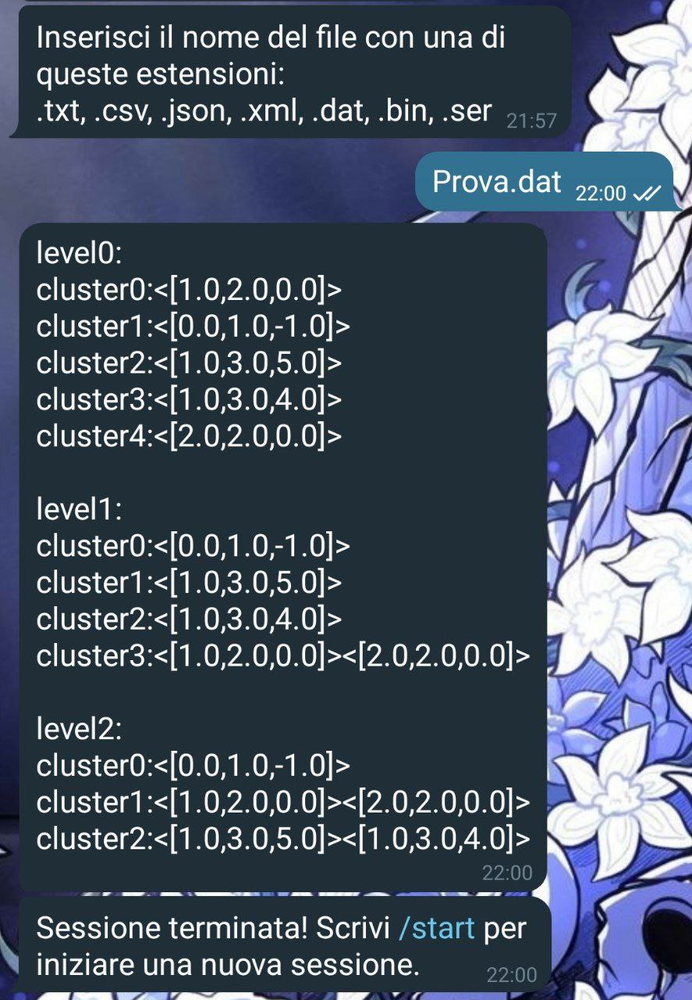 Inserisci il nome del file con una di
queste estensioni:
.txt, .csv, .json, .xml, .dat, .bin, .ser 21:57
Prova.dat 22:00
level0:
cluster0:<[1.0,2.0,0.0]>
cluster1:<[0.0,1.0,-1.0]>
cluster2:<[1.0,3.0,5.0]>
cluster3:<[1.0,3.0,4.0]>
cluster4:<[2.0,2.0,0.0]>
level1:
cluster0:<[0.0,1.0,-1.0]>
cluster1:<[1.0,3.0,5.0]>
cluster2:<[1.0,3.0,4.0]>
cluster3:<[1.0,2.0,0.0]><[2.0,2.0,0.0]>
level2:
cluster0:<[0.0,1.0,-1.0]>
cluster1:<[1.0,2.0,0.0]><[2.0,2.0,0.0]>
cluster2:<[1.0,3.0,5.0]><[1.0,3.0,4.0]>
22:00
Sessione terminata! Scrivi /start per
iniziare una nuova sessione. 22:00